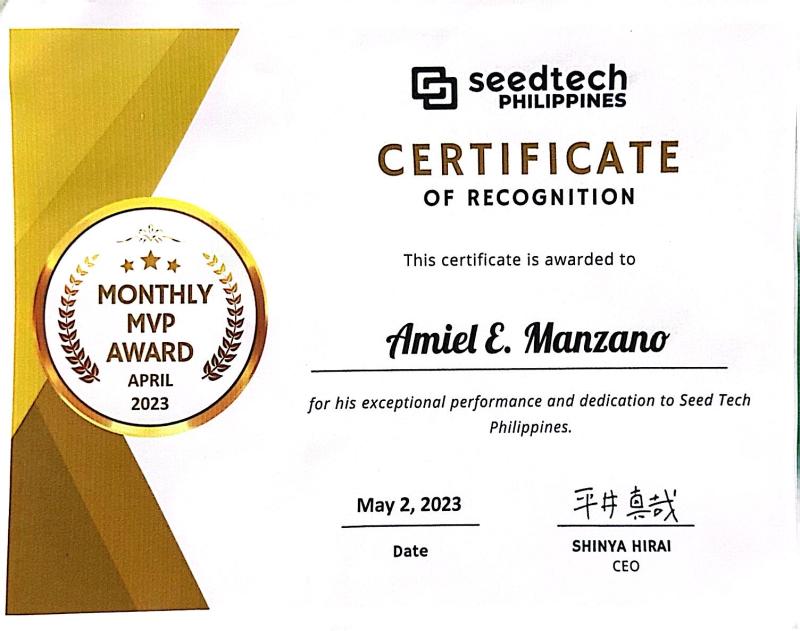 seedtech
PHILIPPINES
CERTIFICATE
OF RECOGNITION
This certificate is awarded to
Amiel E. Manzano
for his exceptional performance and dedication to Seed Tech
Philippines.
MONTHLY
MVP
AWARD
APRIL
2023
May 2, 2023
Date
平井真哉
SHINYA HIRAI
CEO